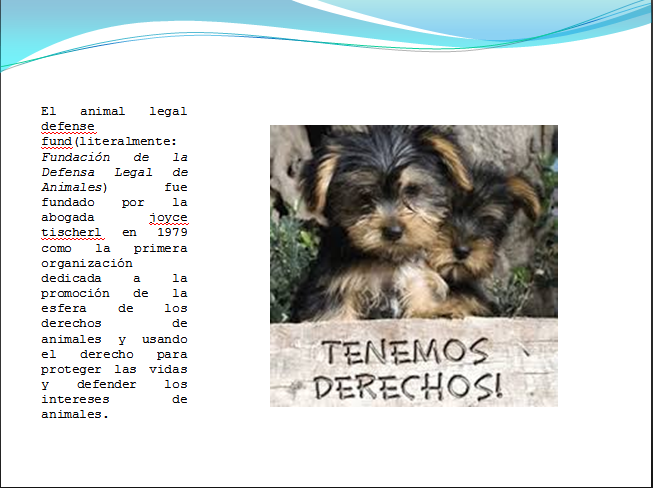 El animal legal
defense
fund(literalmente:
Fundación de la
Defensa Legal de
Animales) fue
fundado por la
abogada joyce
tischerl en 1979
como la primera
organización
dedicada a la
promoción de la
esfera de los
derechos de
animales y usando
el derecho para
proteger las vidas
y defender los
intereses de
animales.
TENEMOS
DERECHOS!